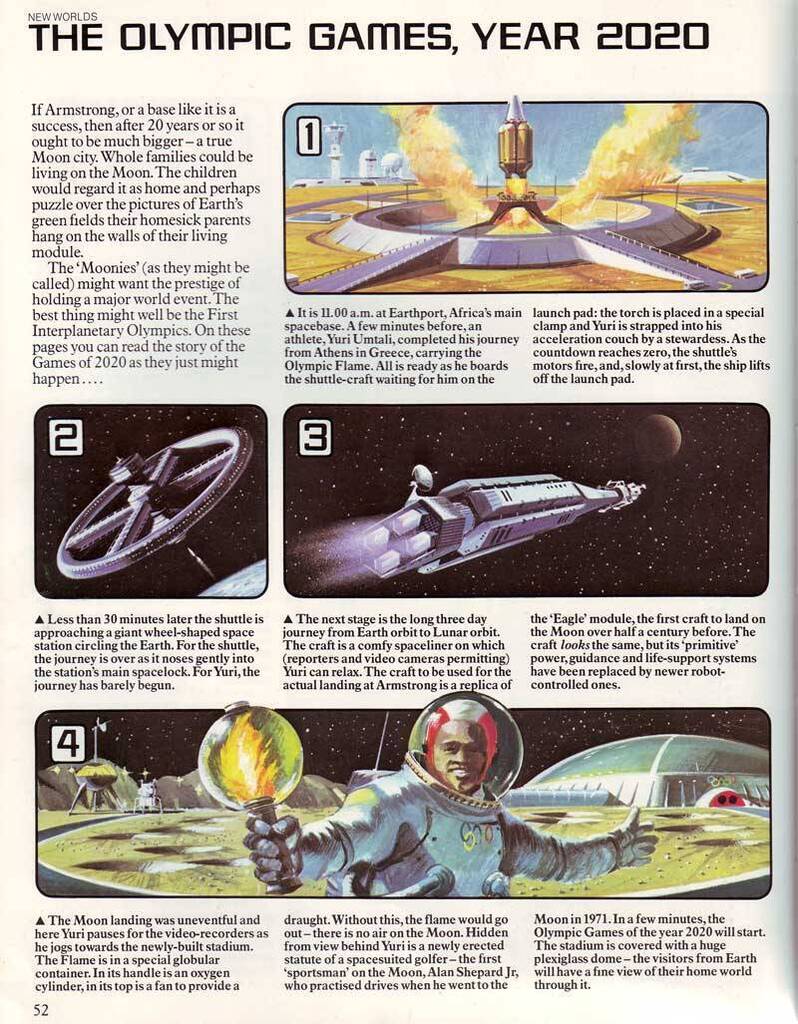 NEW WORLDS
THE OLYMPIC GAMES, YEAR 2020
If Armstrong, or a base like it is a
success, then after 20 years or so it
ought to be much bigger – a true
Moon city. Whole families could be
living on the Moon. The children
would regard it as home and perhaps
puzzle over the pictures of Earth's
green fields their homesick parents
hang on the walls of their living
module.
The 'Moonies' (as they might be
called) might want the prestige of
holding a major world event. The
best thing might well be the First
Interplanetary Olympics. On these
pages you can read the story of the
Games of 2020 as they just might
happen . . . .
1
▲ It is 11.00 a.m. at Earthport, Africa's main
spacebase. A few minutes before, an
athlete, Yuri Umtali, completed his journey
from Athens in Greece, carrying the
Olympic Flame. All is ready as he boards
the shuttle-craft waiting for him on the
launch pad: the torch is placed in a special
clamp and Yuri is strapped into his
acceleration couch by a stewardess. As the
countdown reaches zero, the shuttle's
motors fire, and, slowly at first, the ship lifts
off the launch pad.
2
▲ Less than 30 minutes later the shuttle is
approaching a giant wheel-shaped space
station circling the Earth. For the shuttle,
the journey is over as it noses gently into
the station's main spacelock. For Yuri, the
journey has barely begun.
3
▲ The next stage is the long three day
journey from Earth orbit to Lunar orbit.
The craft is a comfy spaceliner on which
(reporters and video cameras permitting)
Yuri can relax. The craft to be used for the
actual landing at Armstrong is a replica of
the 'Eagle' module, the first craft to land on
the Moon over half a century before. The
craft looks the same, but its 'primitive'
power, guidance and life-support systems
have been replaced by newer robot-
controlled ones.
4
▲ The Moon landing was uneventful and
here Yuri pauses for the video-recorders as
he jogs towards the newly-built stadium.
The Flame is in a special globular
container. In its handle is an oxygen
cylinder, in its top is a fan to provide a
draught. Without this, the flame would go
out – there is no air on the Moon. Hidden
from view behind Yuri is a newly erected
statute of a spacesuited golfer – the first
'sportsman' on the Moon, Alan Shepard Jr,
who practised drives when he went to the
Moon in 1971. In a few minutes, the
Olympic Games of the year 2020 will start.
The stadium is covered with a huge
plexiglass dome – the visitors from Earth
will have a fine view of their home world
through it.
52